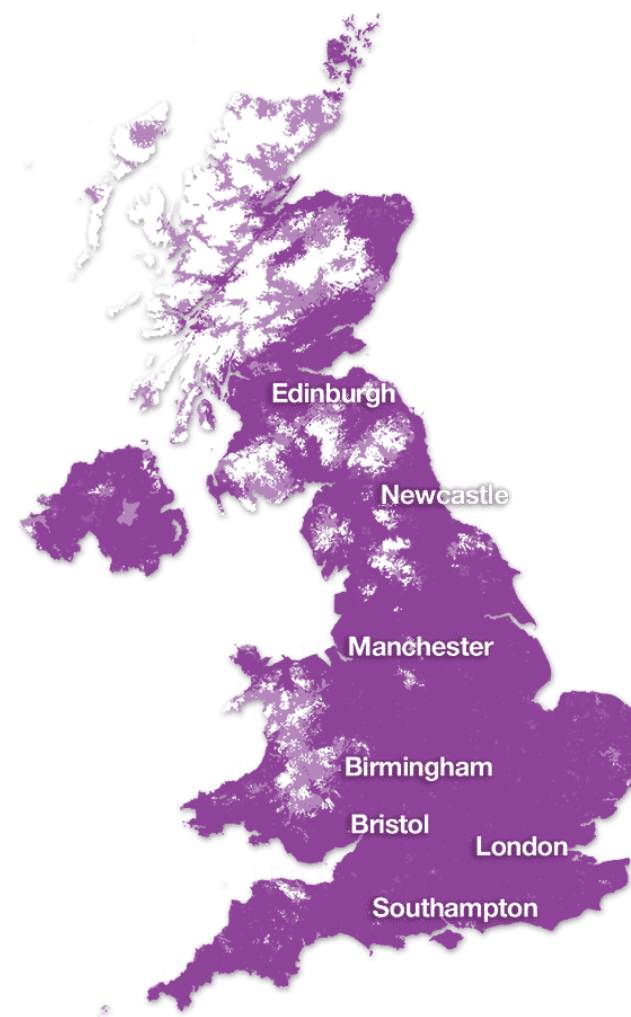 Edinburgh
Newcastle
Manchester
Birmingham
Bristol
London
Southampton